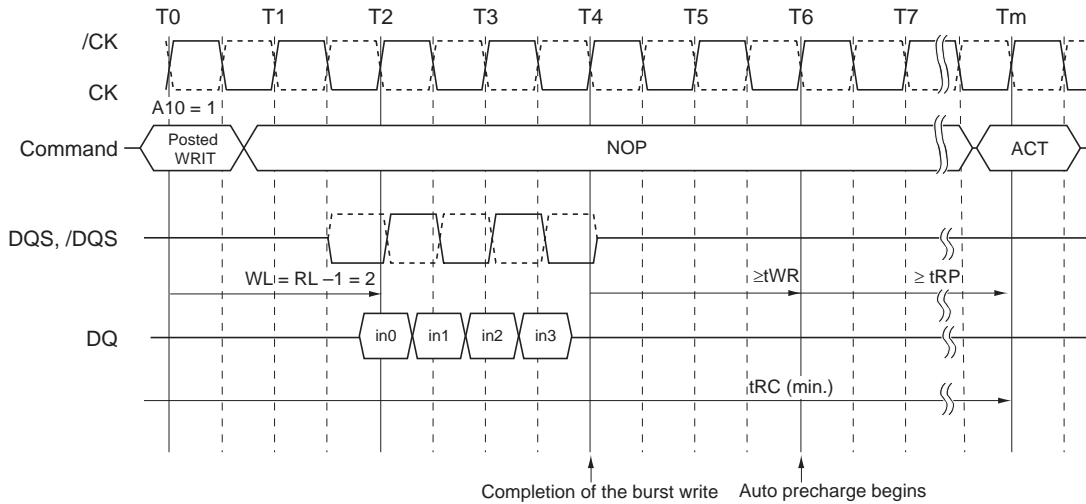 T0 T1 T2 T3 T4 T5 T6 T7 Tm
/CK
CK
A10 = 1
Command
Posted
WRIT
NOP
ACT
DQS, /DQS
WL = RL –1 = 2
≥tWR
≥ tRP
DQ
in0 in1 in2 in3
tRC (min.)
Completion of the burst write
Auto precharge begins